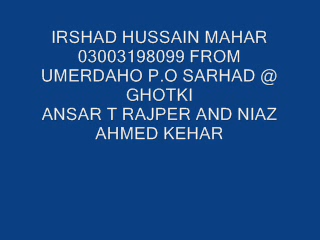 IRSHAD HUSSAIN MAHAR
03003198099 FROM
UMERDAHO P.O SARHAD @
GHOTKI
ANSAR T RAJPER AND NIAZ
AHMED KEHAR